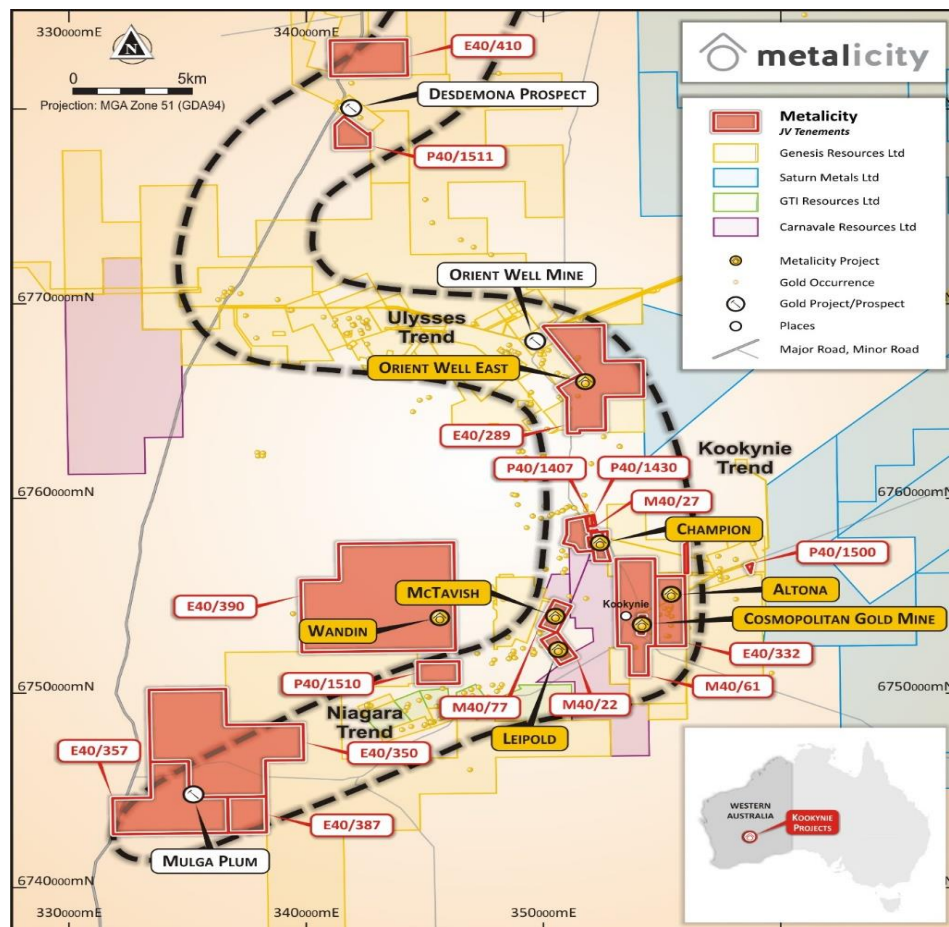 330000mE
340000mE
E40/410
N
0 5km
Projection: MGA Zone 51 (GDA94)
DESDEMONA PROSPECT
P40/1511
metalicity
Metalicity
JV Tenements
Genesis Resources Ltd
Saturn Metals Ltd
GTI Resources Ltd
Carnavale Resources Ltd
Metalicity Project
Gold Occurrence
Gold Project/Prospect
Places
Major Road, Minor Road
6770000mN
ORIENT WELL MINE
Ulysses
Trend
ORIENT WELL EAST
E40/289
Kookynie
Trend
P40/1407
P40/1430
M40/27
6760000mN
6760000mN
CHAMPION
P40/1500
E40/390
MCTAVISH
ALTONA
Kookynie
WANDIN
COSMOPOLITAN GOLD MINE
E40/332
P40/1510
M40/77
M40/22
M40/61
6750000mN
6750000mN
Niagara
Trend
LEIPOLD
E40/357
E40/350
E40/387
MULGA PLUM
WESTERN
AUSTRALIA
KOOKYNIE
PROJECTS
6740000mN
330000mE
340000mE
350000mE